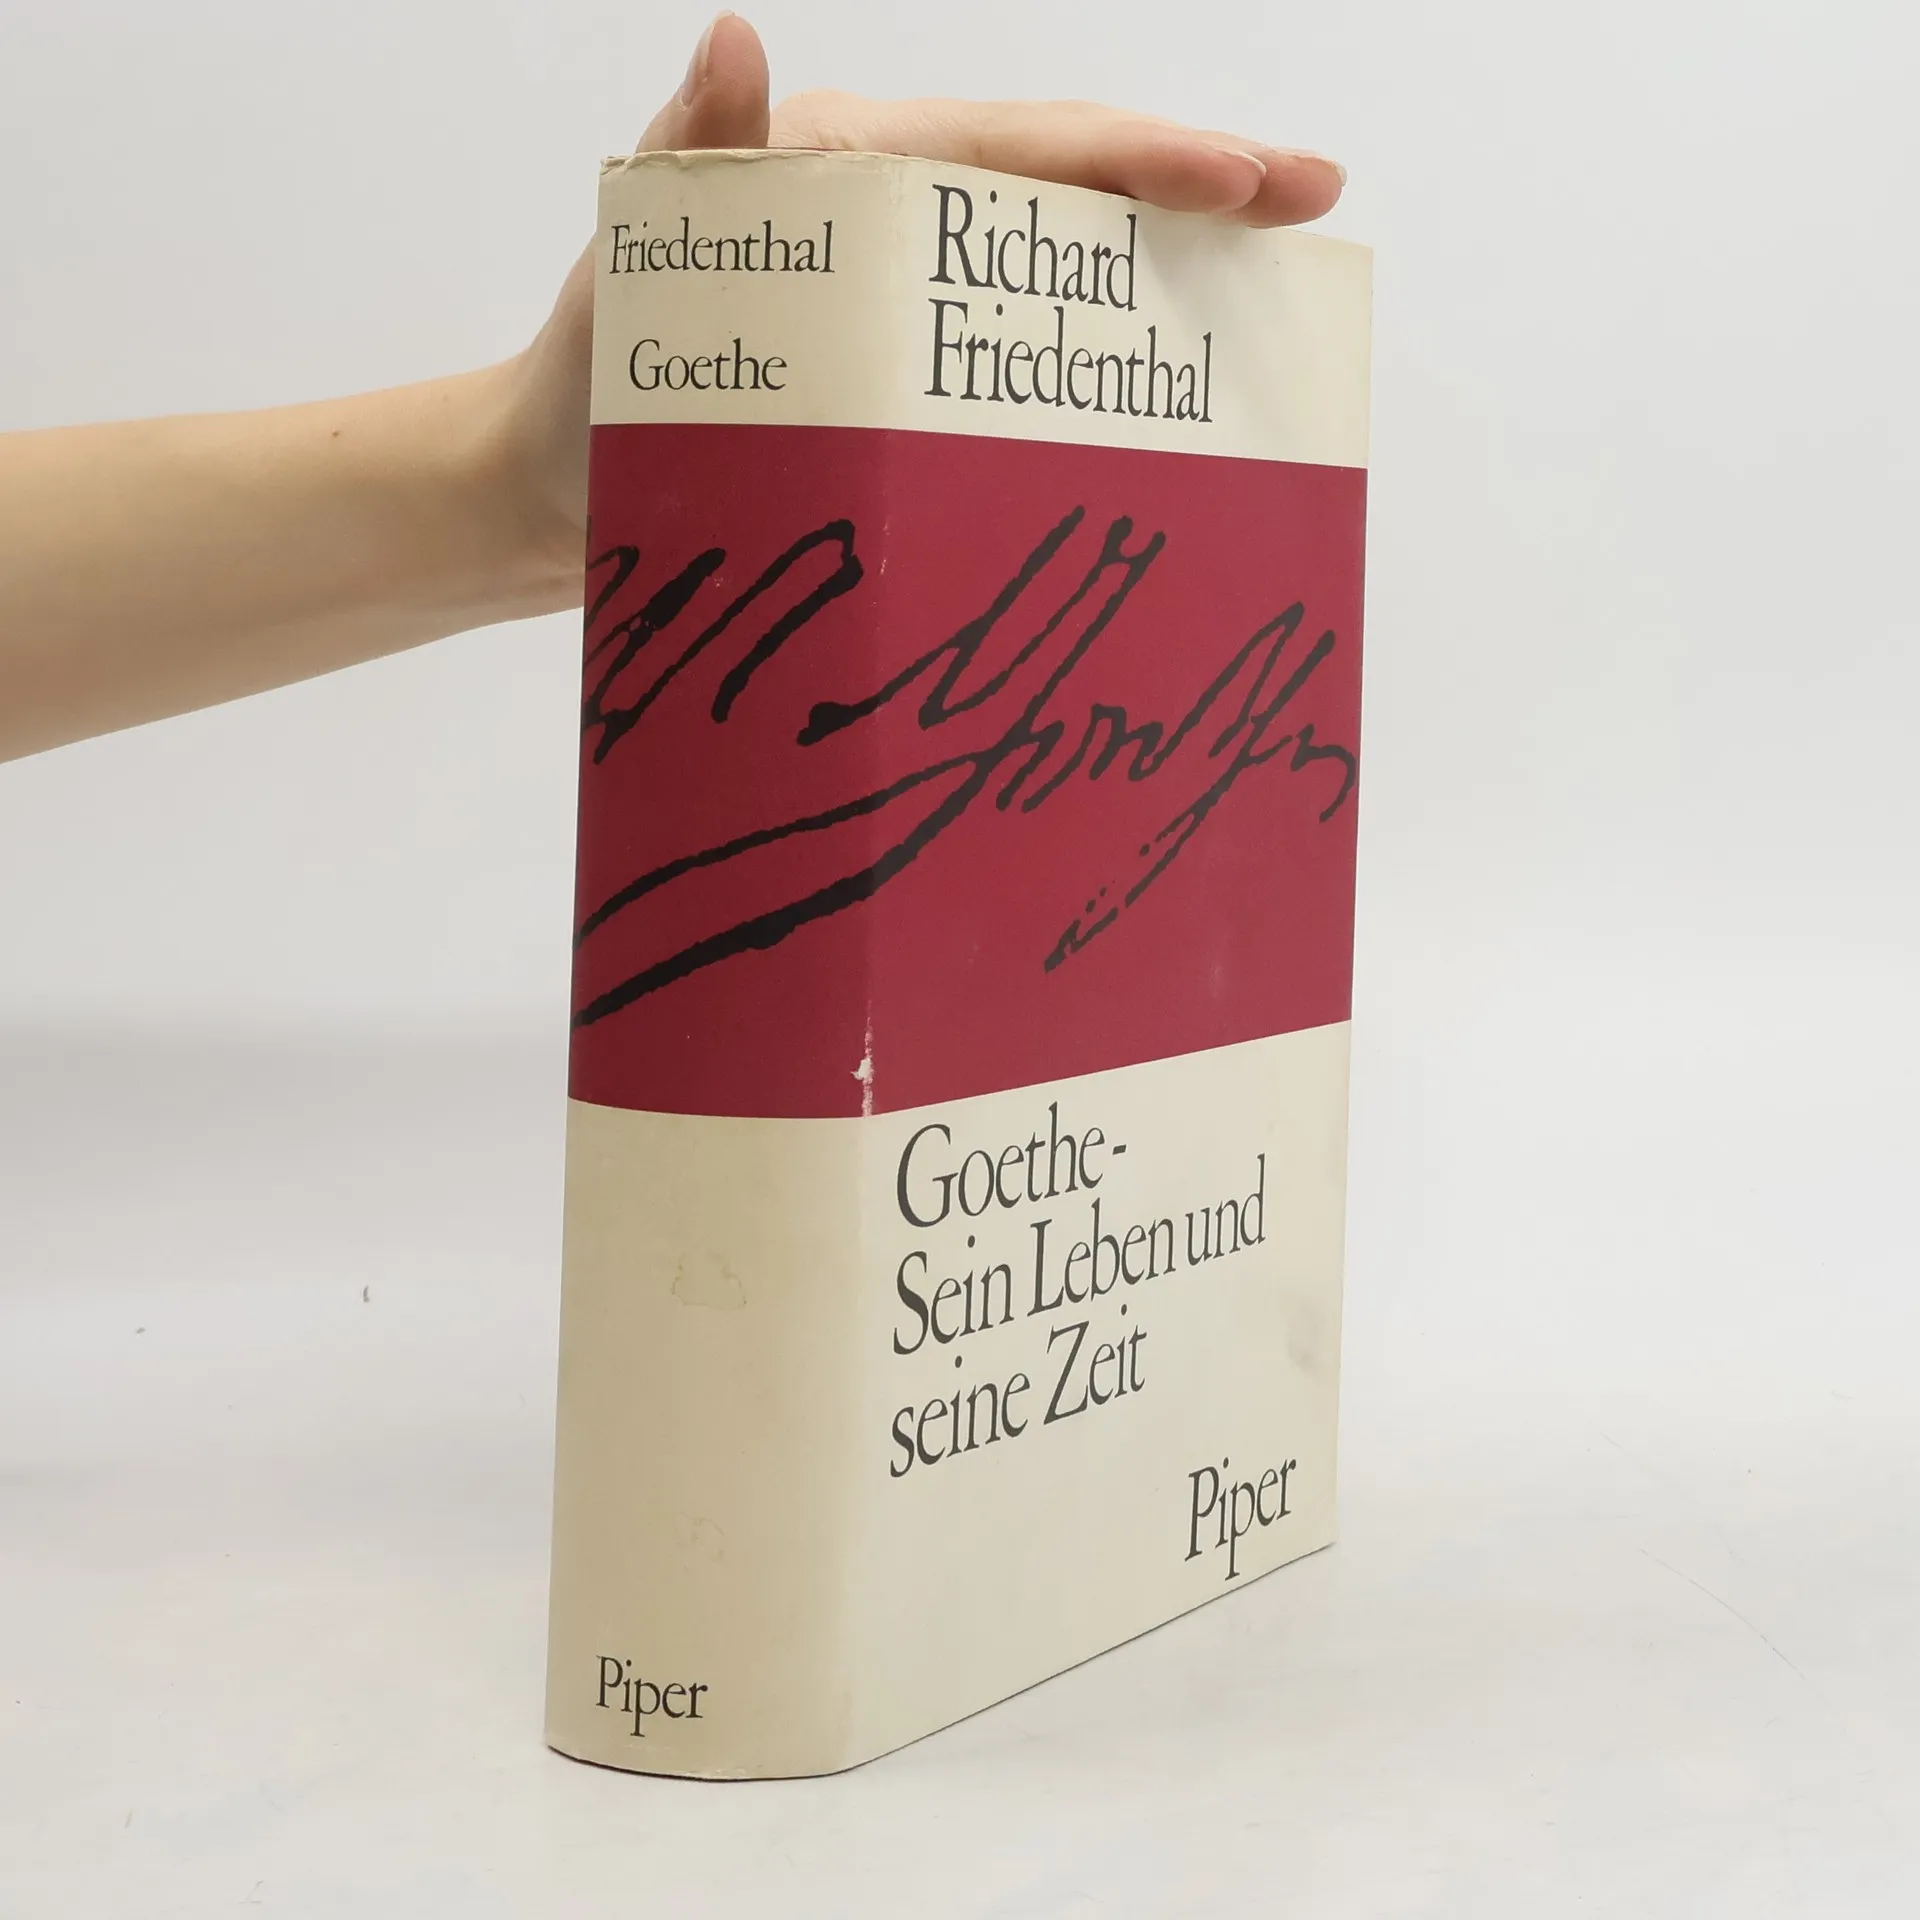 Friedenthal
Goethe
Piper
Richard
Friedenthal
Goethe-
Sein Leben und
seine Zeit
Piper